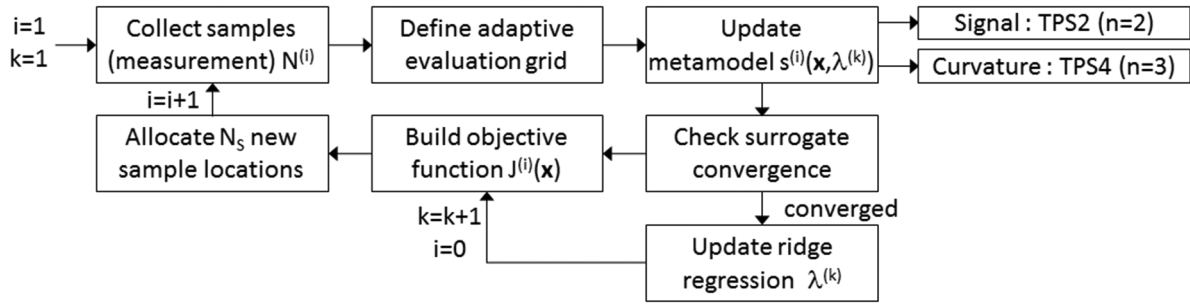 i=1
k=1
Collect samples
(measurement) N⁽ⁱ⁾
Define adaptive
evaluation grid
Update
metamodel s⁽ⁱ⁾(x,λ⁽ᵏ⁾)
Signal : TPS2 (n=2)
Curvature : TPS4 (n=3)
i=i+1
Allocate Nₛ new
sample locations
Build objective
function J⁽ⁱ⁾(x)
Check surrogate
convergence
k=k+1
i=0
converged
Update ridge
regression λ⁽ᵏ⁾